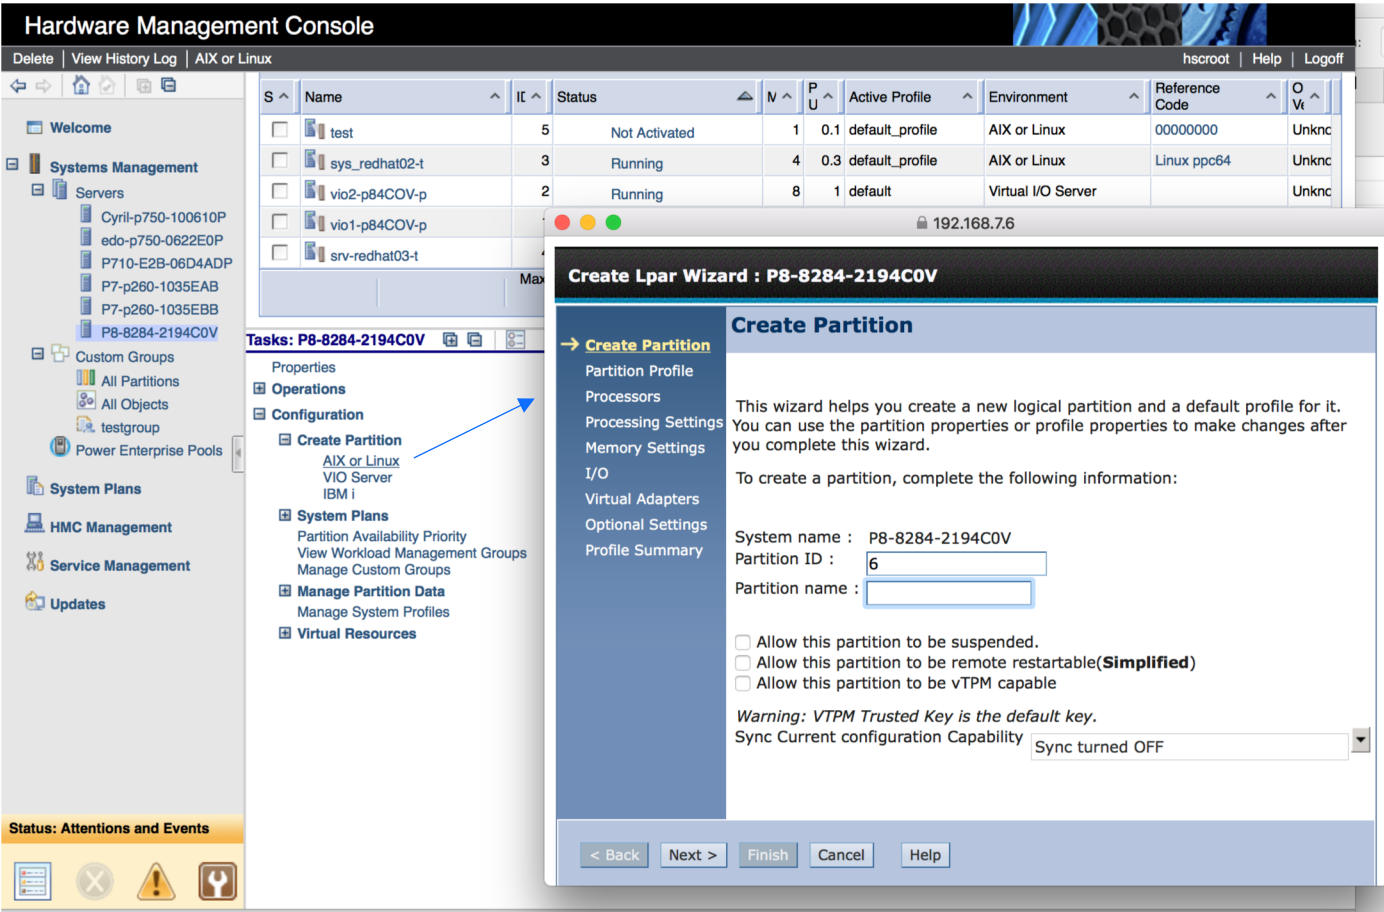 Hardware Management Console
Delete | View History Log | AIX or Linux
hscroot | Help | Logoff
Welcome
Systems Management
Servers
Cyril-p750-100610P
edo-p750-0622E0P
P710-E2B-06D4ADP
P7-p260-1035EAB
P7-p260-1035EBB
P8-8284-2194C0V
Custom Groups
All Partitions
All Objects
testgroup
Power Enterprise Pools
System Plans
HMC Management
Service Management
Updates
Status: Attentions and Events
S Name ID Status M P U Active Profile Environment Reference Code O Ve
test 5 Not Activated 1 0.1 default_profile AIX or Linux 00000000 Unkno
sys_redhat02-t 3 Running 4 0.3 default_profile AIX or Linux Linux ppc64 Unkno
vio2-p84COV-p 2 Running 8 1 default Virtual I/O Server Unkno
vio1-p84COV-p
srv-redhat03-t
Max
Tasks: P8-8284-2194C0V
Properties
Operations
Configuration
Create Partition
AIX or Linux
VIO Server
IBM i
System Plans
Partition Availability Priority
View Workload Management Groups
Manage Custom Groups
Manage Partition Data
Manage System Profiles
Virtual Resources
192.168.7.6
Create Lpar Wizard : P8-8284-2194C0V
Create Partition
Partition Profile
Processors
Processing Settings
Memory Settings
I/O
Virtual Adapters
Optional Settings
Profile Summary
Create Partition
This wizard helps you create a new logical partition and a default profile for it.
You can use the partition properties or profile properties to make changes after
you complete this wizard.
To create a partition, complete the following information:
System name : P8-8284-2194C0V
Partition ID : 6
Partition name :
Allow this partition to be suspended.
Allow this partition to be remote restartable(Simplified)
Allow this partition to be vTPM capable
Warning: VTPM Trusted Key is the default key.
Sync Current configuration Capability Sync turned OFF
< Back Next > Finish Cancel Help